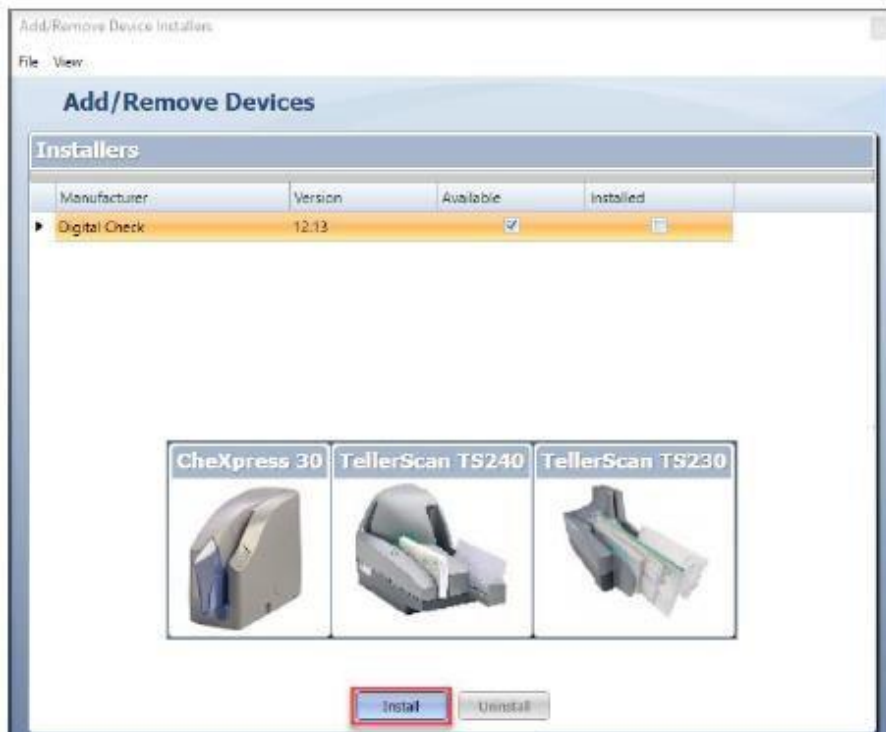 Add/Remove Device Installers
File View
Add/Remove Devices
Installers
Manufacturer Version Available Installed
Digital Check 12.13
CheXpress 30 TellerScan TS240 TellerScan TS230
Install Uninstall